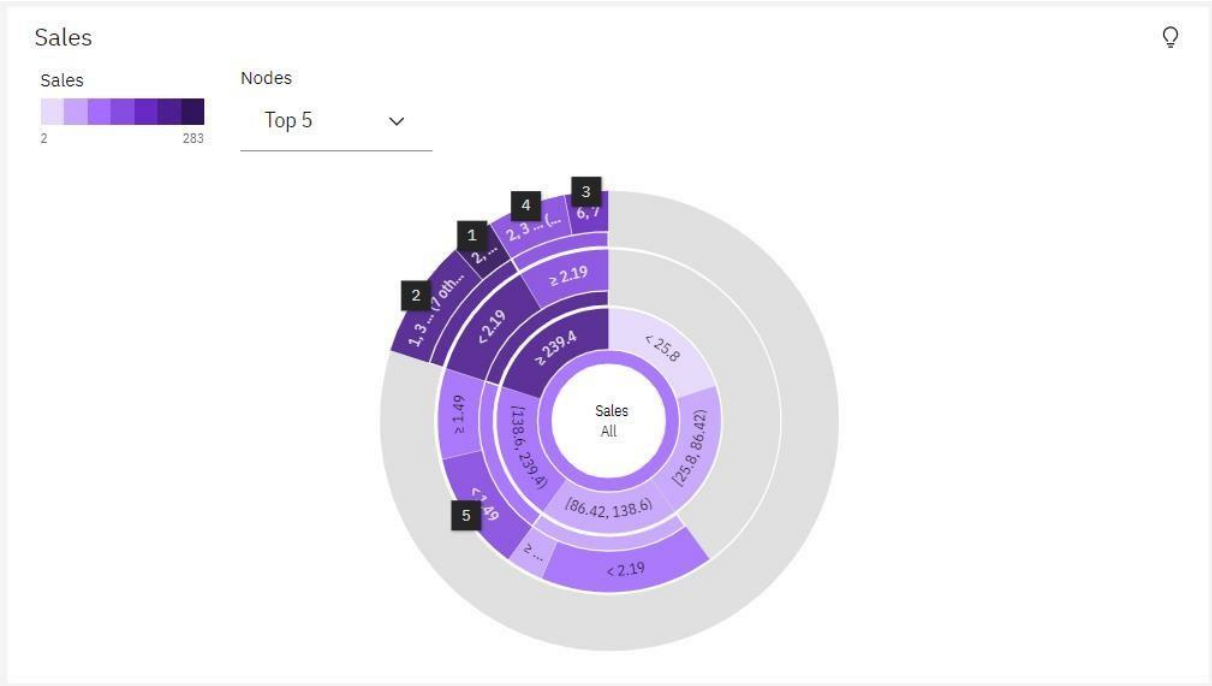 Sales
Sales
Nodes
Top 5
2
283
3
4
6, 7
2, 3 ... (...
1
2, ...
≥ 2.19
2
1, 3 ... (7 oth...
< 2.19
≥ 239.4
< 25.8
≥ 1.49
[138.6, 239.4)
Sales
All
[25.8, 86.42)
5
< 1.49
[86.42, 138.6)
≥ ...
< 2.19